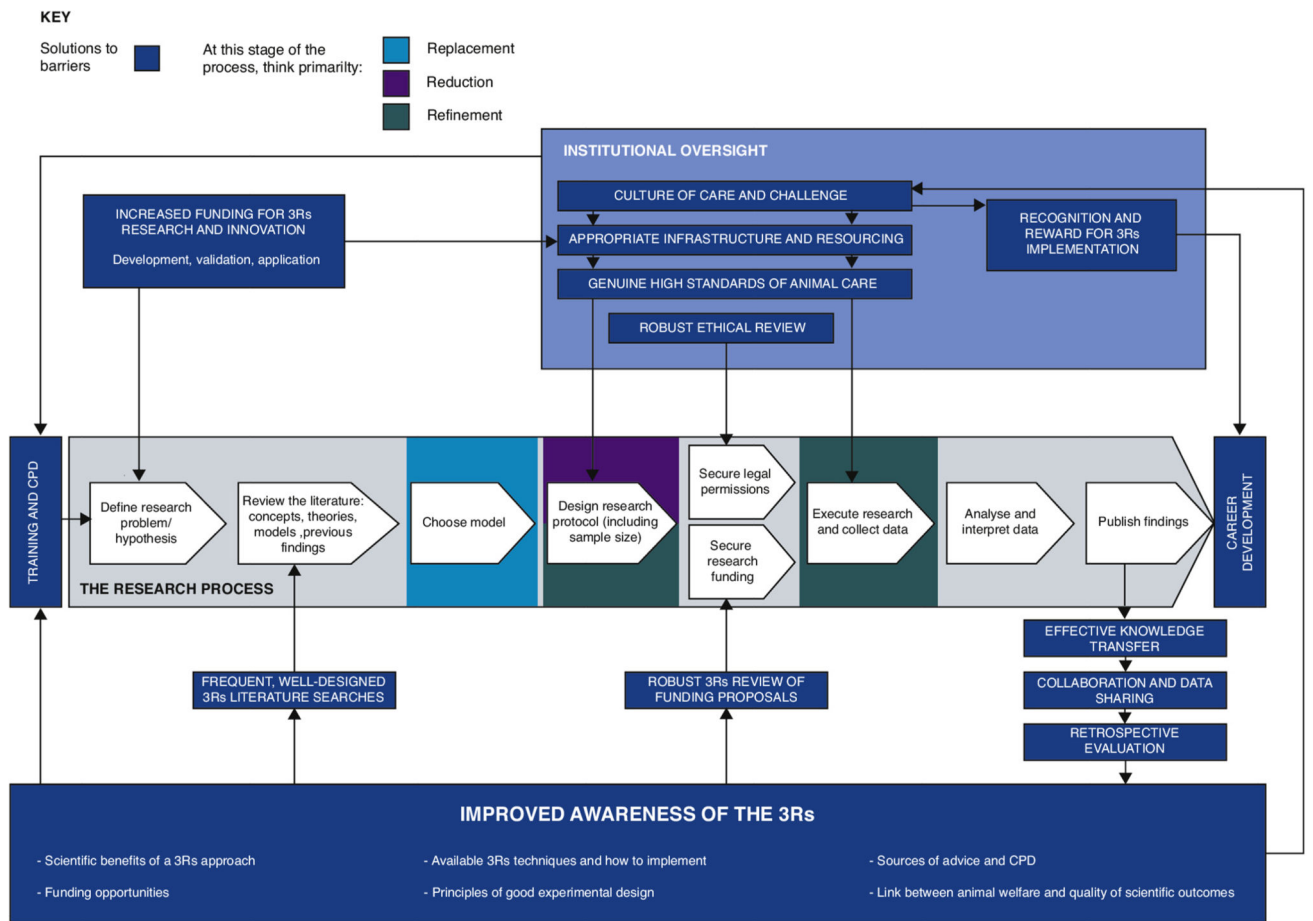 KEY
Solutions to
barriers
At this stage of the
process, think primarilty:
Replacement
Reduction
Refinement
INSTITUTIONAL OVERSIGHT
CULTURE OF CARE AND CHALLENGE
INCREASED FUNDING FOR 3Rs
RESEARCH AND INNOVATION
Development, validation, application
APPROPRIATE INFRASTRUCTURE AND RESOURCING
RECOGNITION AND
REWARD FOR 3Rs
IMPLEMENTATION
GENUINE HIGH STANDARDS OF ANIMAL CARE
ROBUST ETHICAL REVIEW
TRAINING AND CPD
Define research
problem/
hypothesis
Review the literature:
concepts, theories,
models ,previous
findings
Choose model
Design research
protocol (including
sample size)
Secure legal
permissions
Secure
research
funding
Execute research
and collect data
Analyse and
interpret data
Publish findings
CAREER
DEVELOPMENT
THE RESEARCH PROCESS
FREQUENT, WELL-DESIGNED
3Rs LITERATURE SEARCHES
ROBUST 3Rs REVIEW OF
FUNDING PROPOSALS
EFFECTIVE KNOWLEDGE
TRANSFER
COLLABORATION AND DATA
SHARING
RETROSPECTIVE
EVALUATION
IMPROVED AWARENESS OF THE 3Rs
- Scientific benefits of a 3Rs approach
- Available 3Rs techniques and how to implement
- Sources of advice and CPD
- Funding opportunities
- Principles of good experimental design
- Link between animal welfare and quality of scientific outcomes